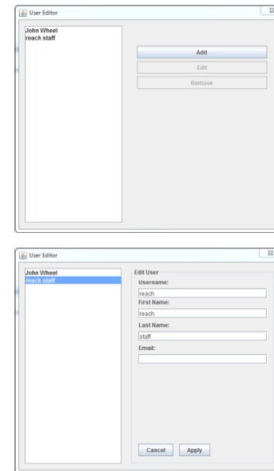 User Editor
John Wheel
reach staff
Add
Edit
Remove
User Editor
John Wheel
reach staff
Edit User
Username:
reach
First Name:
reach
Last Name:
staff
Email:
Cancel
Apply